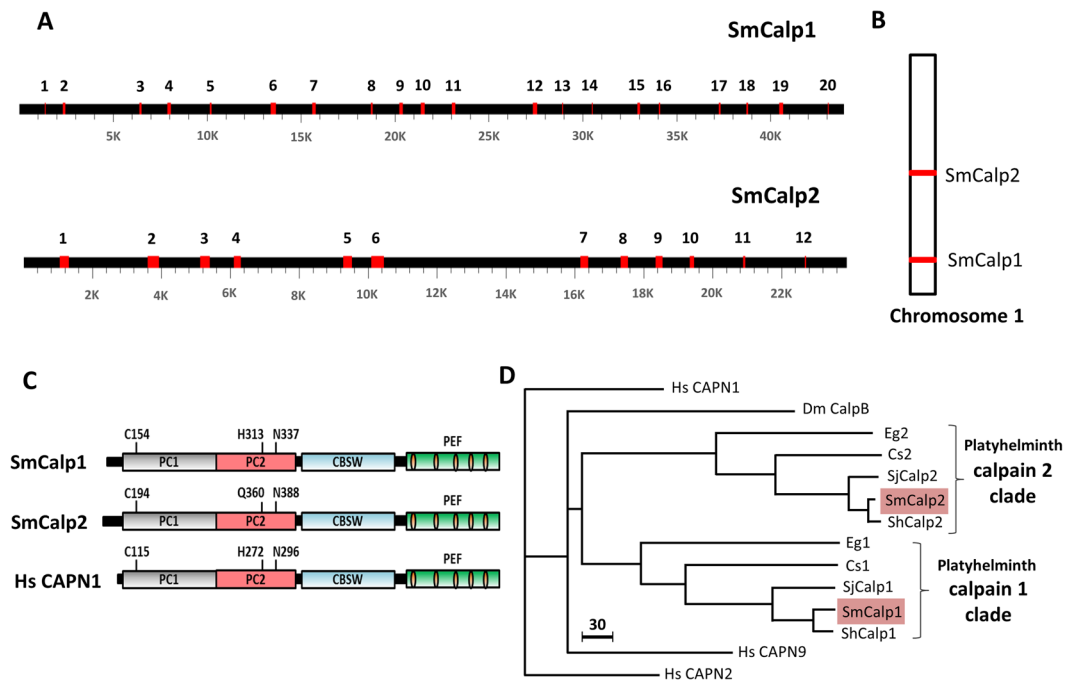 A
SmCalp1
1 2 3 4 5 6 7 8 9 10 11 12 13 14 15 16 17 18 19 20
5K 10K 15K 20K 25K 30K 35K 40K
SmCalp2
1 2 3 4 5 6 7 8 9 10 11 12
2K 4K 6K 8K 10K 12K 14K 16K 18K 20K 22K
B
SmCalp2
SmCalp1
Chromosome 1
C
C154 H313 N337
SmCalp1 PC1 PC2 CBSW PEF
C194 Q360 N388
SmCalp2 PC1 PC2 CBSW PEF
C115 H272 N296
Hs CAPN1 PC1 PC2 CBSW PEF
D
Hs CAPN1
Dm CalpB
Eg2
Cs2
SjCalp2
SmCalp2
ShCalp2
Platyhelminth
calpain 2
clade
Eg1
Cs1
SjCalp1
SmCalp1
ShCalp1
Platyhelminth
calpain 1
clade
30
Hs CAPN9
Hs CAPN2